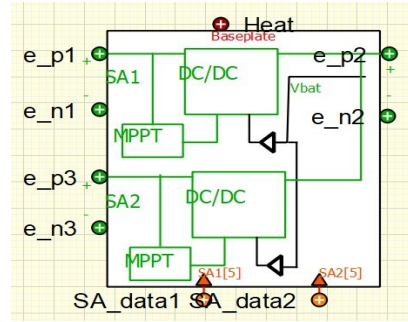 Heat
Baseplate
e_p1
e_p2
+
+
SA1
DC/DC
Vbat
-
-
e_n1
e_n2
MPPT
e_p3
DC/DC
+
SA2
-
e_n3
MPPT
SA1[5]
SA2[5]
SA_data1
SA_data2